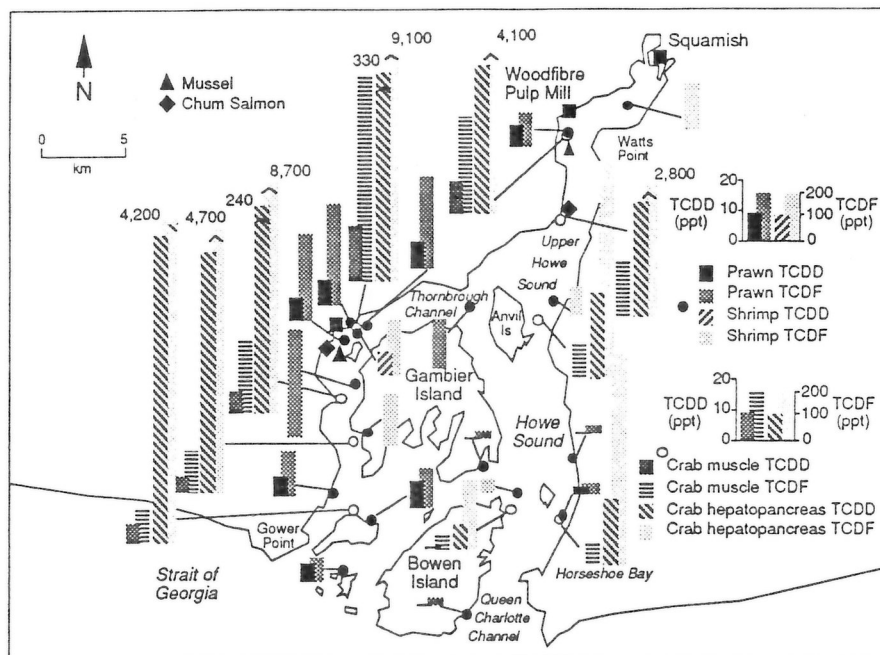 9,100
4,100
330
Squamish
Woodfibre
Pulp Mill
N
Mussel
Chum Salmon
0 5
km
Watts
Point
8,700
240
4,200
4,700
2,800
20
TCDD
(ppt)
10
0
200
TCDF
100
(ppt)
0
Upper
Howe
Sound
Prawn TCDD
Prawn TCDF
Shrimp TCDD
Shrimp TCDF
Thornbrough
Channel
Anvil
Is
Gambier
Island
Howe
Sound
20
TCDD
(ppt)
10
0
200
TCDF
100
(ppt)
0
Crab muscle TCDD
Crab muscle TCDF
Crab hepatopancreas TCDD
Crab hepatopancreas TCDF
Gower
Point
Strait of
Georgia
Bowen
Island
Horseshoe Bay
Queen
Charlotte
Channel